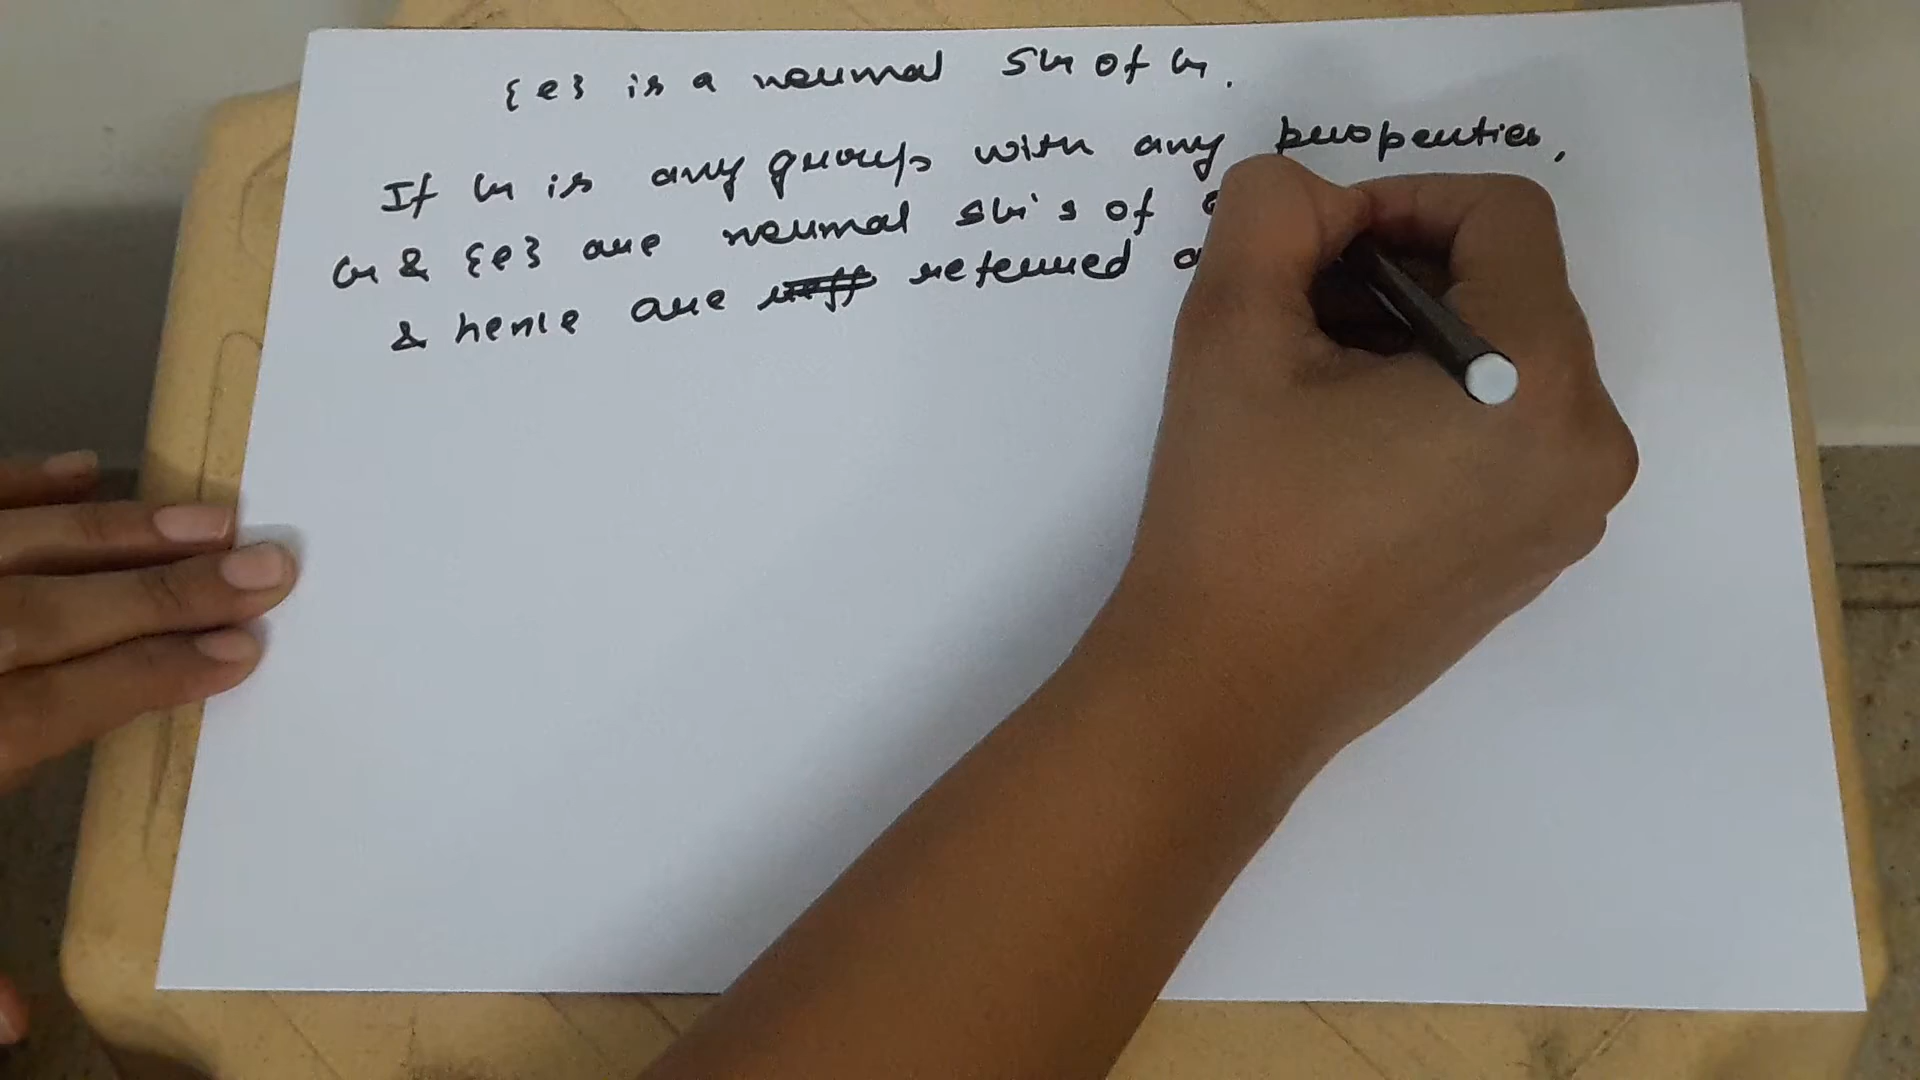 {e} is a normal SG of G.
If G is any group with any properties,
G & {e} are normal SG's of
& hence are referred